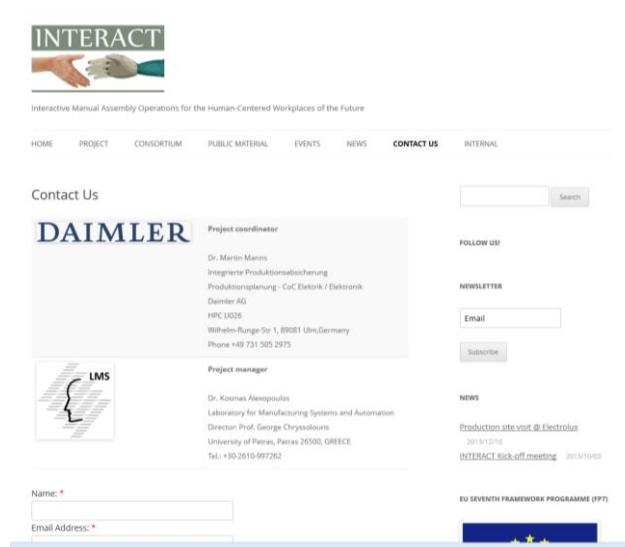 INTERACT
Interactive Manual Assembly Operations for the Human-Centered Workplaces of the Future
HOME PROJECT CONSORTIUM PUBLIC MATERIAL EVENTS NEWS CONTACT US INTERNAL
Contact Us
DAIMLER
Project coordinator
Dr. Martin Manns
Integrierte Produktionsabsicherung
Produktionsplanung - CoC Elektrik / Elektronik
Daimler AG
HPC U026
Wilhelm-Runge-Str 1, 89081 Ulm,Germany
Phone +49 731 505 2975
LMS
Project manager
Dr. Kosmas Alexopoulos
Laboratory for Manufacturing Systems and Automation
Director: Prof. George Chryssolouris
University of Patras, Patras 26500, GREECE
Tel.: +30-2610-997262
Name: *
Email Address: *
Search
FOLLOW US!
NEWSLETTER
Email
Subscribe
NEWS
Production site visit @ Electrolux
2013/12/10
INTERACT Kick-off meeting 2013/10/03
EU SEVENTH FRAMEWORK PROGRAMME (FP7)